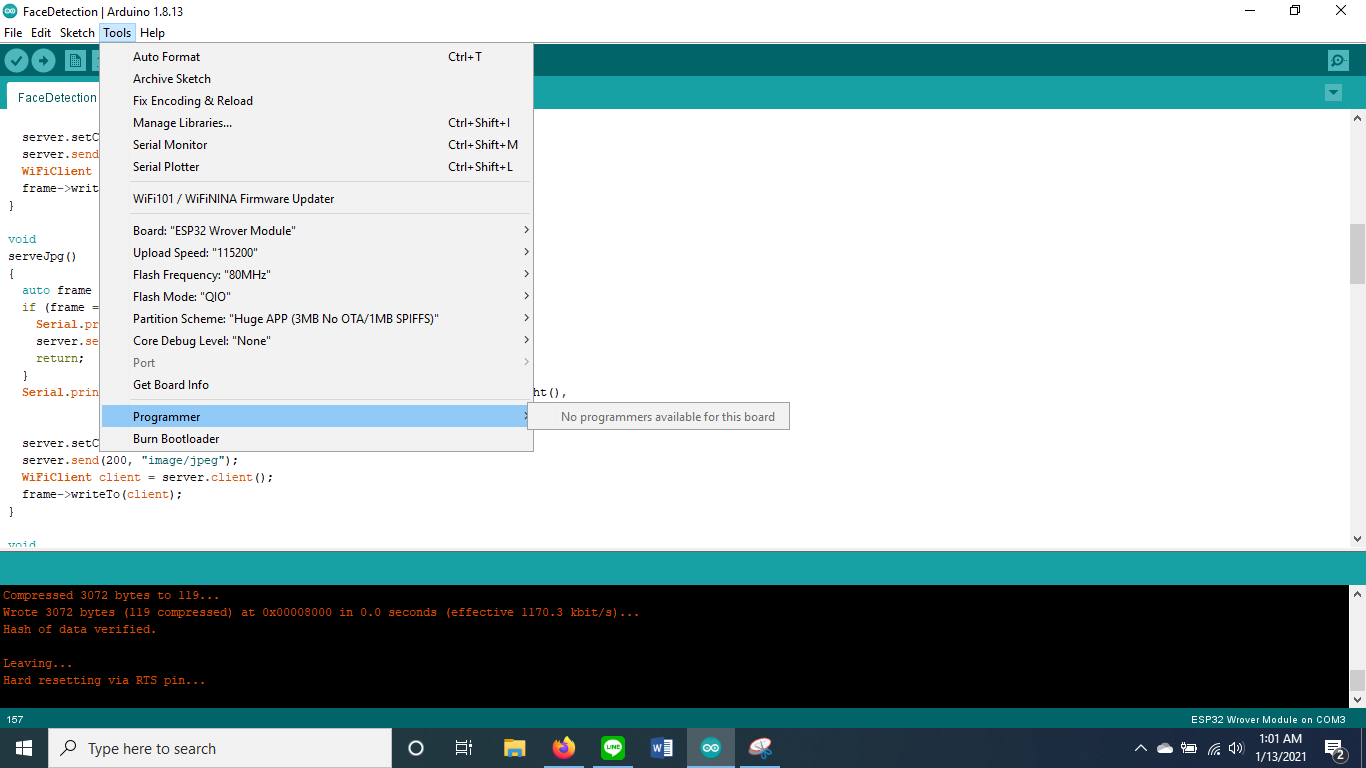 FaceDetection | Arduino 1.8.13
File Edit Sketch Tools Help
Auto Format Ctrl+T
Archive Sketch
Fix Encoding & Reload
Manage Libraries... Ctrl+Shift+I
Serial Monitor Ctrl+Shift+M
Serial Plotter Ctrl+Shift+L
WiFi101 / WiFiNINA Firmware Updater
Board: "ESP32 Wrover Module"
Upload Speed: "115200"
Flash Frequency: "80MHz"
Flash Mode: "QIO"
Partition Scheme: "Huge APP (3MB No OTA/1MB SPIFFS)"
Core Debug Level: "None"
Port
Get Board Info
Programmer
No programmers available for this board
Burn Bootloader
FaceDetection
server.setC
server.send
WiFiClient
frame->writ
}
void
serveJpg()
{
auto frame
if (frame =
Serial.pr
server.se
return;
}
Serial.prin ht(),
server.setC
server.send(200, "image/jpeg");
WiFiClient client = server.client();
frame->writeTo(client);
}
void
Compressed 3072 bytes to 119...
Wrote 3072 bytes (119 compressed) at 0x00008000 in 0.0 seconds (effective 1170.3 kbit/s)...
Hash of data verified.
Leaving...
Hard resetting via RTS pin...
157 ESP32 Wrover Module on COM3
Type here to search
LINE
1:01 AM
1/13/2021
2